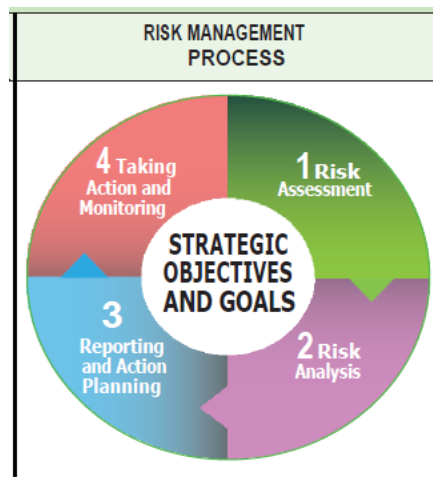 RISK MANAGEMENT
PROCESS
1 Risk
Assessment
2 Risk
Analysis
3
Reporting
and Action
Planning
4 Taking
Action and
Monitoring
STRATEGIC
OBJECTIVES
AND GOALS